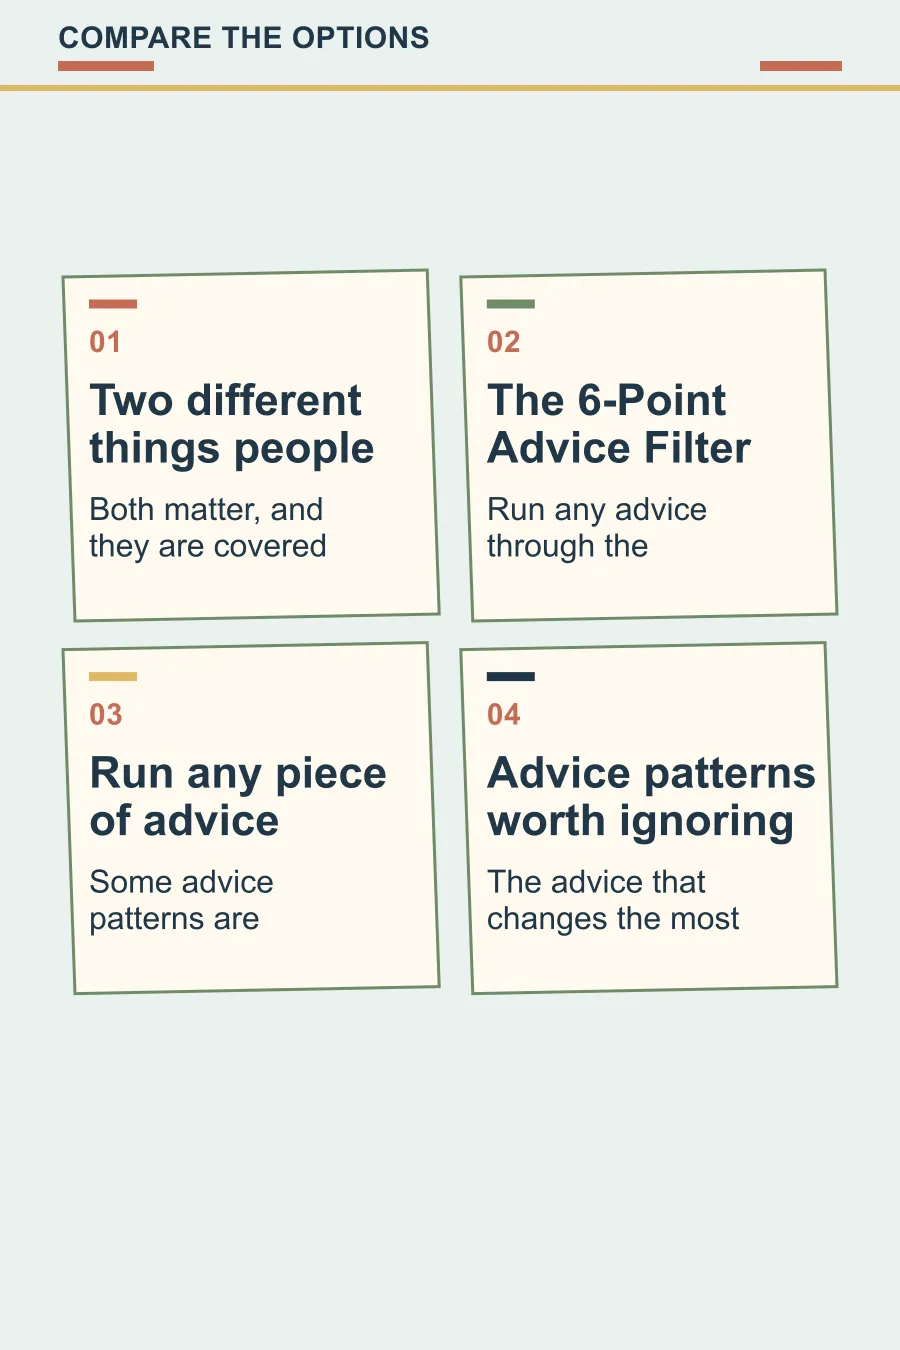 COMPARE THE OPTIONS
01
Two different
things people
Both matter, and
they are covered
02
The 6-Point
Advice Filter
Run any advice
through the
03
Run any piece
of advice
Some advice
patterns are
04
Advice patterns
worth ignoring
The advice that
changes the most